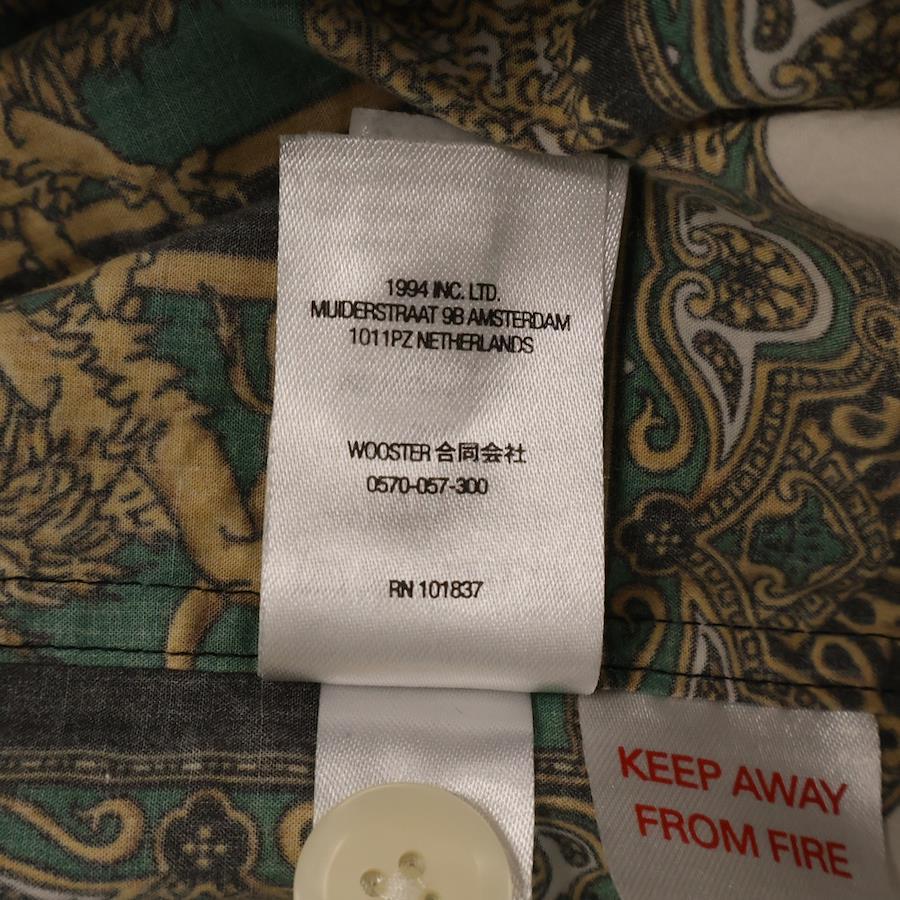 1994 INC. LTD.
MUIDERSTRAAT 9B AMSTERDAM
1011PZ NETHERLANDS
WOOSTER 合同会社
0570-057-300
RN 101837
KEEP AWAY
FROM FIRE